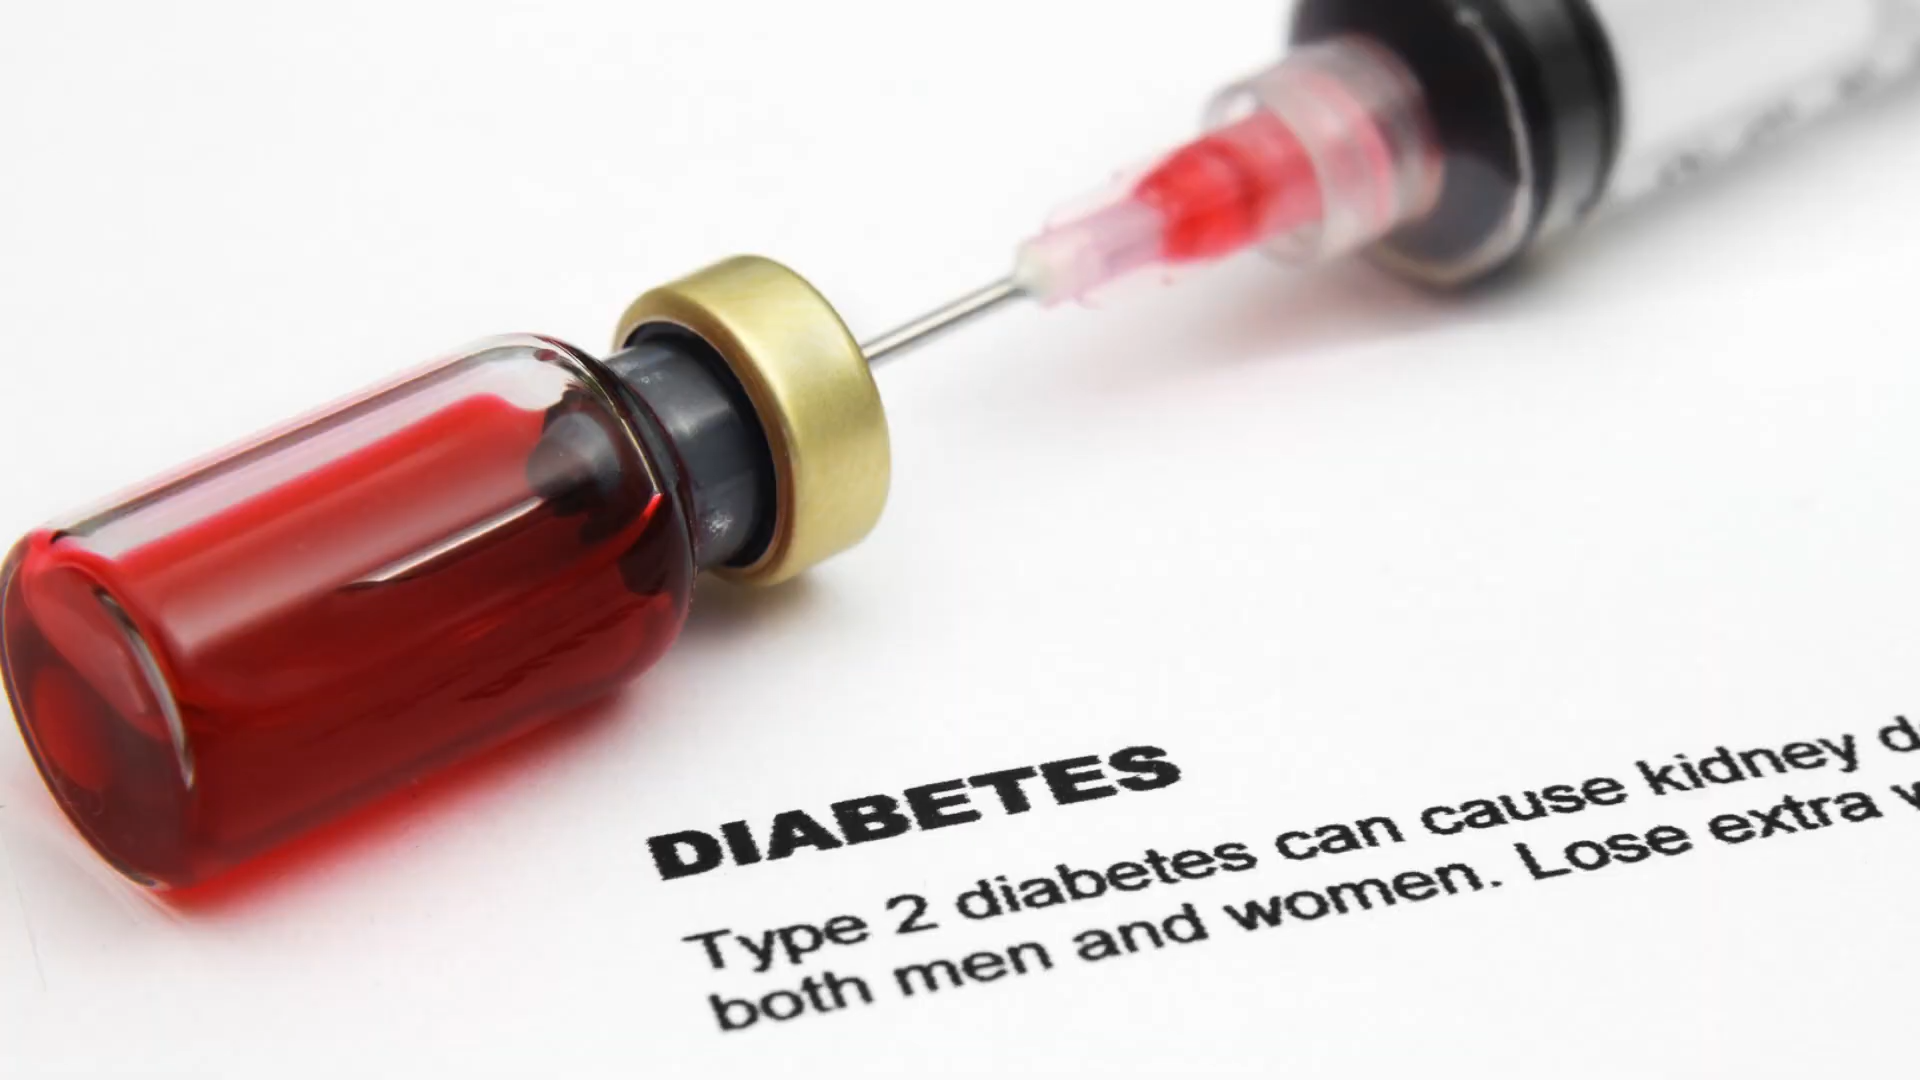 DIABETES
Type 2 diabetes can cause kidney
both men and women. Lose extra